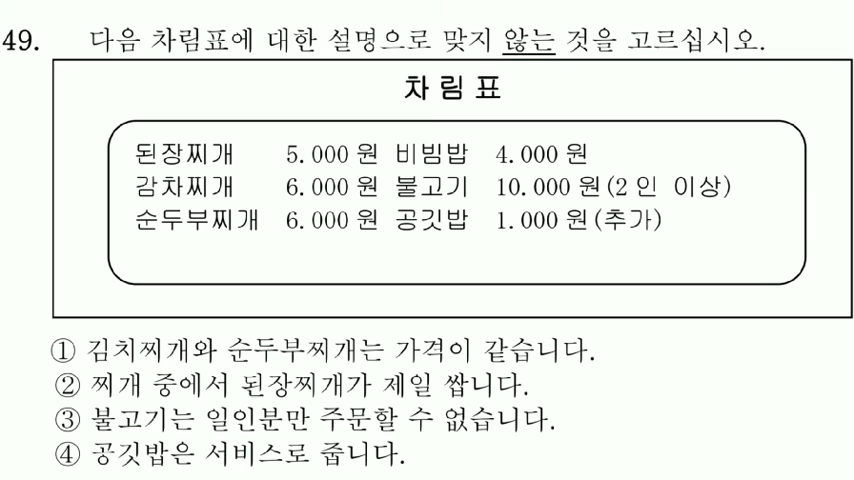 49. 다음 차림표에 대한 설명으로 맞지 않는 것을 고르십시오.
차 림 표
된장찌개 5.000 원 비빔밥 4.000 원
감차찌개 6.000 원 불고기 10.000 원(2 인 이상)
순두부찌개 6.000 원 공깃밥 1.000 원(추가)
① 김치찌개와 순두부찌개는 가격이 같습니다.
② 찌개 중에서 된장찌개가 제일 쌉니다.
③ 불고기는 일인분만 주문할 수 없습니다.
④ 공깃밥은 서비스로 줍니다.